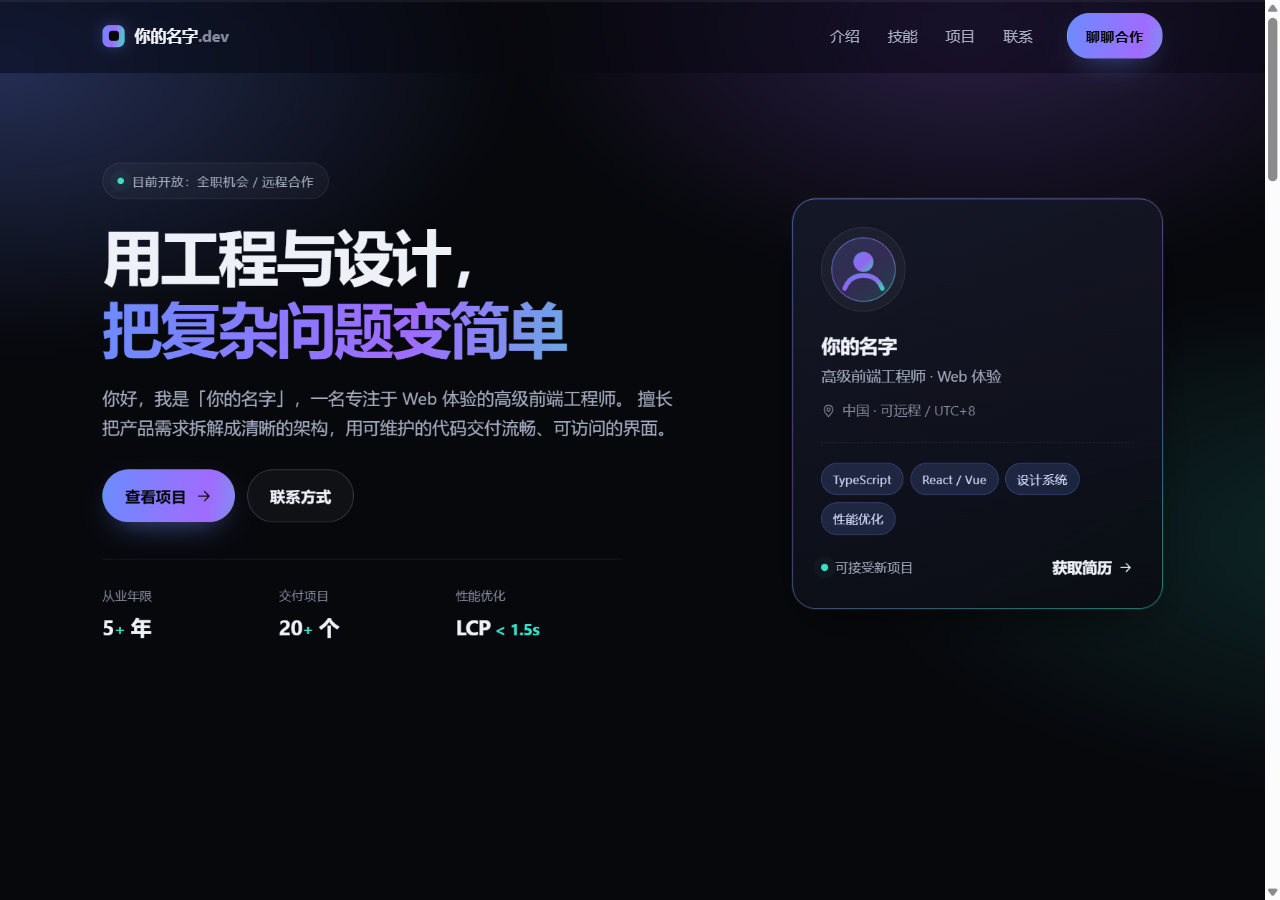 你的名字.dev
介绍 技能 项目 联系 聊聊合作
目前开放：全职机会 / 远程合作
用工程与设计，
把复杂问题变简单
你好，我是「你的名字」，一名专注于 Web 体验的高级前端工程师。 擅长
把产品需求拆解成清晰的架构，用可维护的代码交付流畅、可访问的界面。
查看项目 → 联系方式
从业年限 交付项目 性能优化
5+ 年 20+ 个 LCP < 1.5s
你的名字
高级前端工程师 · Web 体验
中国 · 可远程 / UTC+8
TypeScript React / Vue 设计系统
性能优化
可接受新项目 获取简历 →